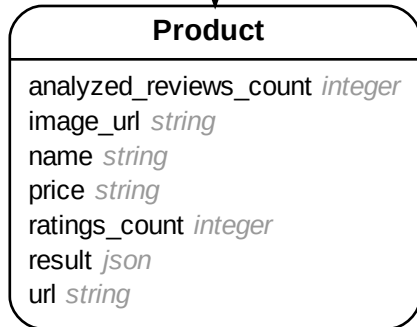 Product
analyzed_reviews_count integer
image_url string
name string
price string
ratings_count integer
result json
url string